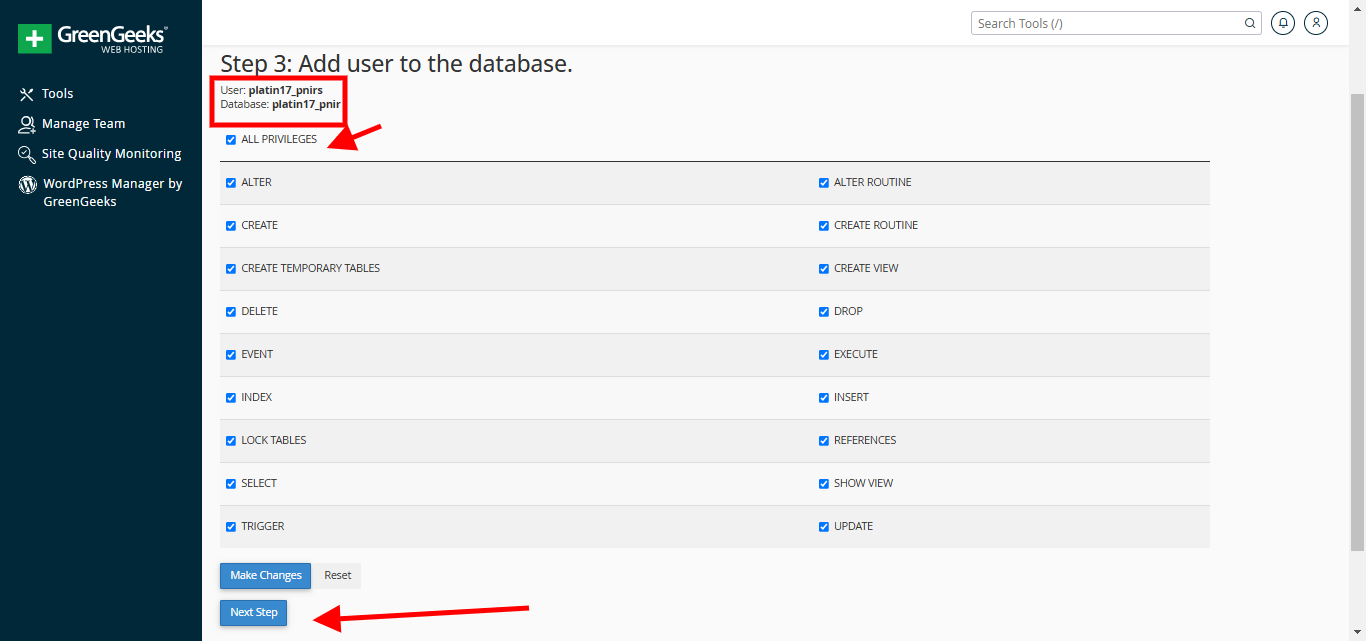 GreenGeeks
WEB HOSTING
Search Tools (/)
Tools
Manage Team
Site Quality Monitoring
WordPress Manager by
GreenGeeks
Step 3: Add user to the database.
User: platin17_pnirs
Database: platin17_pnir
ALL PRIVILEGES
ALTER
ALTER ROUTINE
CREATE
CREATE ROUTINE
CREATE TEMPORARY TABLES
CREATE VIEW
DELETE
DROP
EVENT
EXECUTE
INDEX
INSERT
LOCK TABLES
REFERENCES
SELECT
SHOW VIEW
TRIGGER
UPDATE
Make Changes
Reset
Next Step